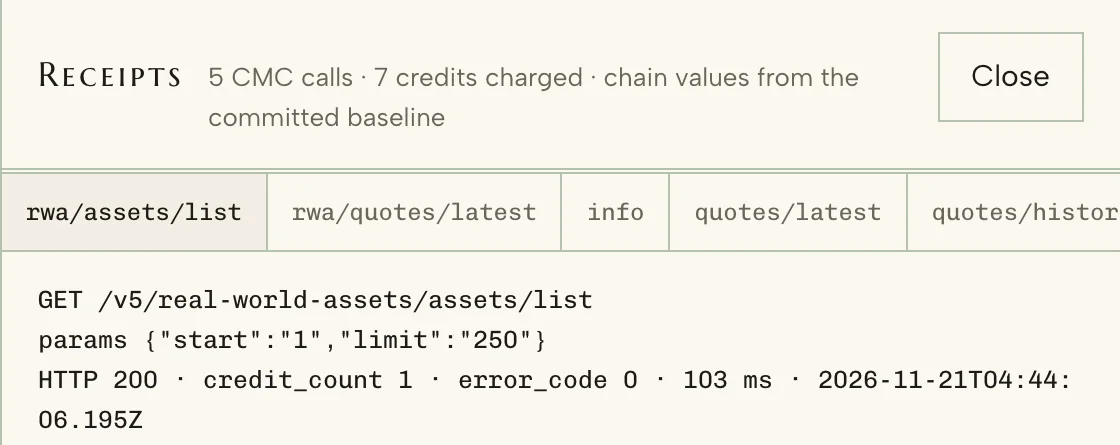 Receipts 5 CMC calls · 7 credits charged · chain values from the
committed baseline
Close
rwa/assets/list rwa/quotes/latest info quotes/latest quotes/histor
GET /v5/real-world-assets/assets/list
params {"start":"1","limit":"250"}
HTTP 200 · credit_count 1 · error_code 0 · 103 ms · 2026-11-21T04:44:
06.195Z